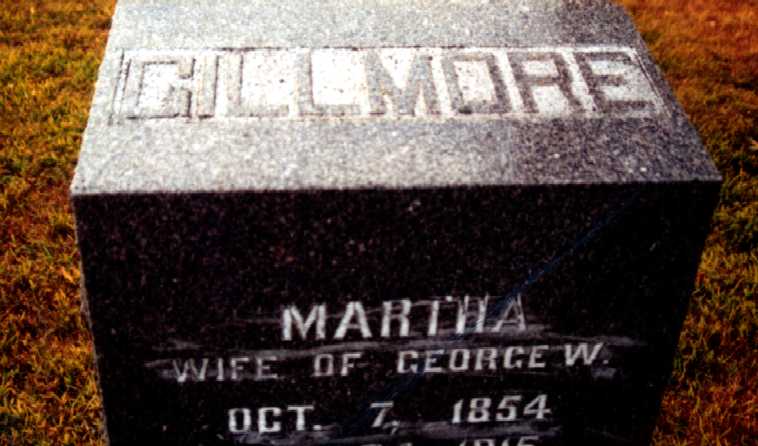 GILLMORE
MARTHA
WIFE OF GEORGE W.
OCT. 7, 1854